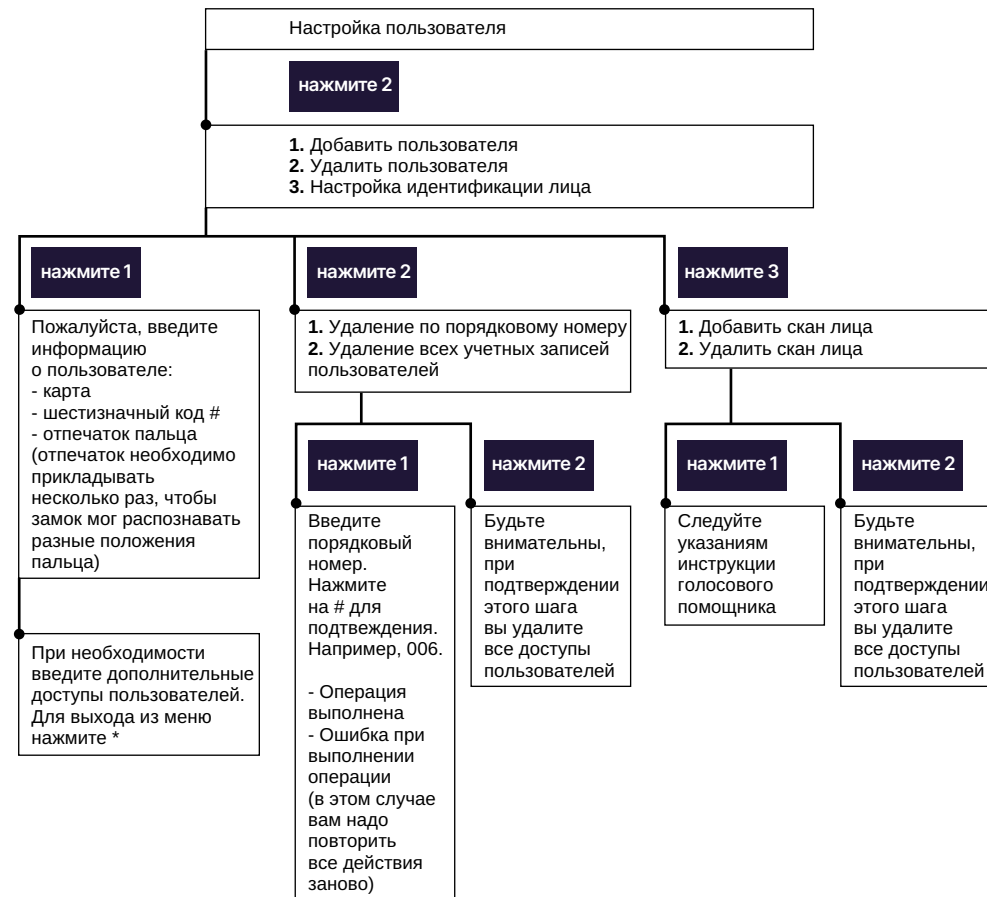 Настройка пользователя
нажмите 2
1. Добавить пользователя
2. Удалить пользователя
3. Настройка идентификации лица
нажмите 1
Пожалуйста, введите
информацию
о пользователе:
- карта
- шестизначный код #
- отпечаток пальца
(отпечаток необходимо
прикладывать
несколько раз, чтобы
замок мог распознавать
разные положения
пальца)
При необходимости
введите дополнительные
доступы пользователей.
Для выхода из меню
нажмите *
нажмите 2
1. Удаление по порядковому номеру
2. Удаление всех учетных записей
пользователей
нажмите 1
Введите
порядковый
номер.
Нажмите
на # для
подтвеждения.
Например, 006.
- Операция
выполнена
- Ошибка при
выполнении
операции
(в этом случае
вам надо
повторить
все действия
заново)
нажмите 2
Будьте
внимательны,
при
подтверждении
этого шага
вы удалите
все доступы
пользователей
нажмите 3
1. Добавить скан лица
2. Удалить скан лица
нажмите 1
Следуйте
указаниям
инструкции
голосового
помощника
нажмите 2
Будьте
внимательны,
при
подтверждении
этого шага
вы удалите
все доступы
пользователей